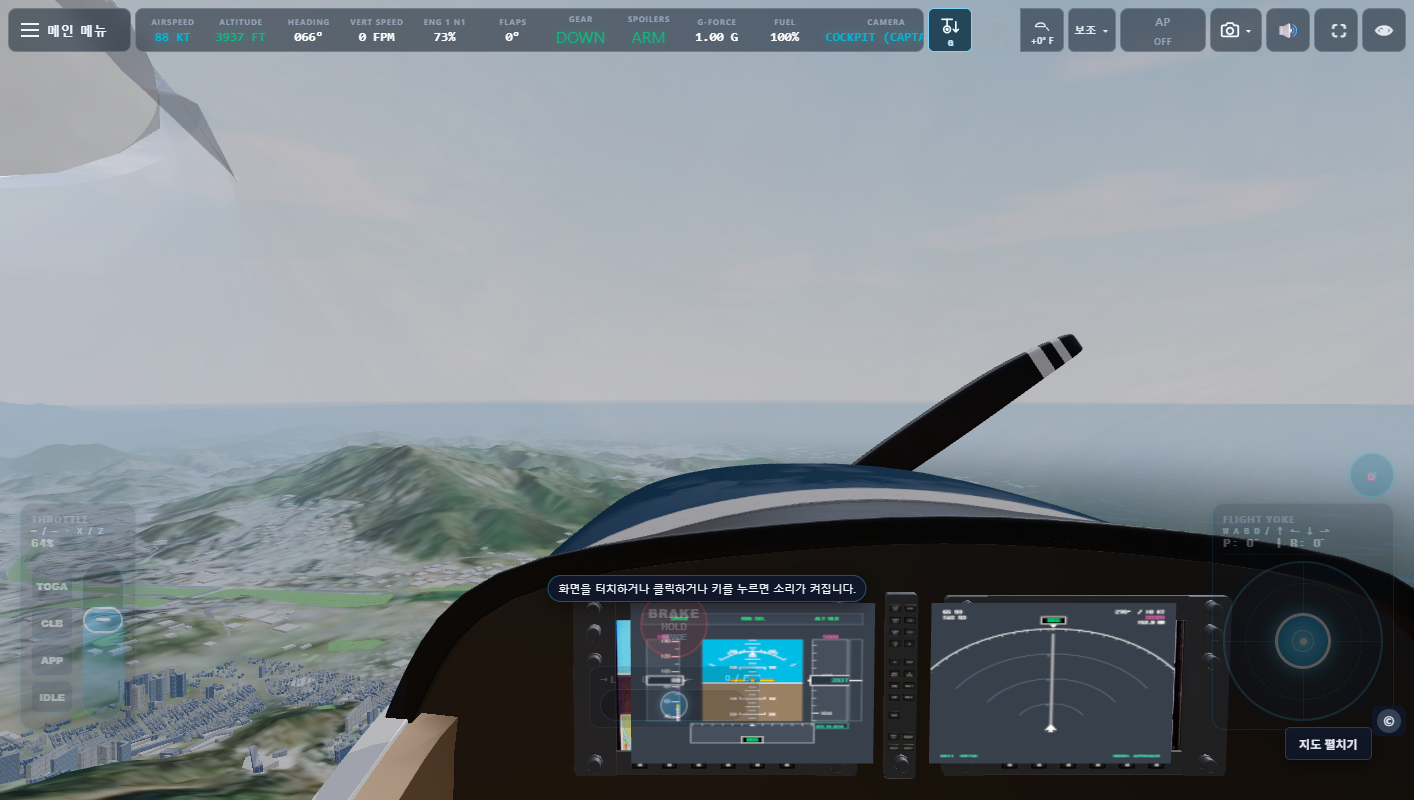 메인 메뉴
AIRSPEED
88 KT
ALTITUDE
3937 FT
HEADING
066°
VERT SPEED
0 FPM
ENG 1 N1
73%
FLAPS
0°
GEAR
DOWN
SPOILERS
ARM
G-FORCE
1.00 G
FUEL
100%
CAMERA
COCKPIT (CAPTA
G
+0° F
보조
AP
OFF
THROTTLE
64%
TOGA
CLB
APP
IDLE
화면을 터치하거나 클릭하거나 키를 누르면 소리가 켜집니다.
BRAKE
HOLD
FLIGHT YOKE
W A S D / ↑ ← ↓ →
P: 0° | R: 0°
©
지도 펼치기